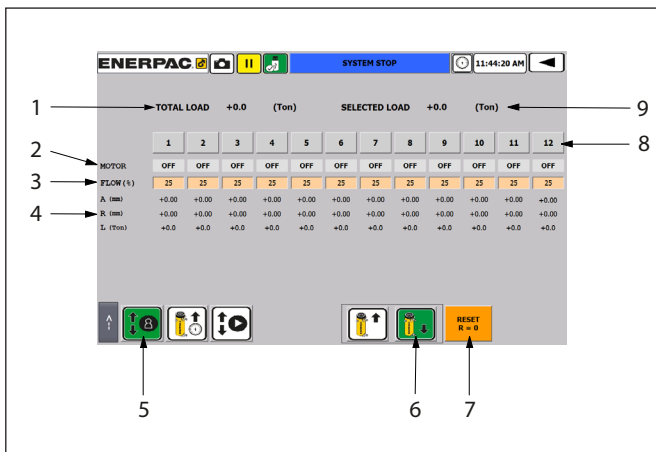 ENERPAC. SYSTEM STOP 11:44:20 AM
1 TOTAL LOAD +0.0 (Ton) SELECTED LOAD +0.0 (Ton) 9
1 2 3 4 5 6 7 8 9 10 11 12 8
2 MOTOR OFF OFF OFF OFF OFF OFF OFF OFF OFF OFF OFF OFF
3 FLOW(%) 25 25 25 25 25 25 25 25 25 25 25 25
A (mm) +0.00 +0.00 +0.00 +0.00 +0.00 +0.00 +0.00 +0.00 +0.00 +0.00 +0.00 +0.00
4 R (mm) +0.00 +0.00 +0.00 +0.00 +0.00 +0.00 +0.00 +0.00 +0.00 +0.00 +0.00 +0.00
L (Ton) +0.0 +0.0 +0.0 +0.0 +0.0 +0.0 +0.0 +0.0 +0.0 +0.0 +0.0 +0.0
RESET
R = 0
5 6 7